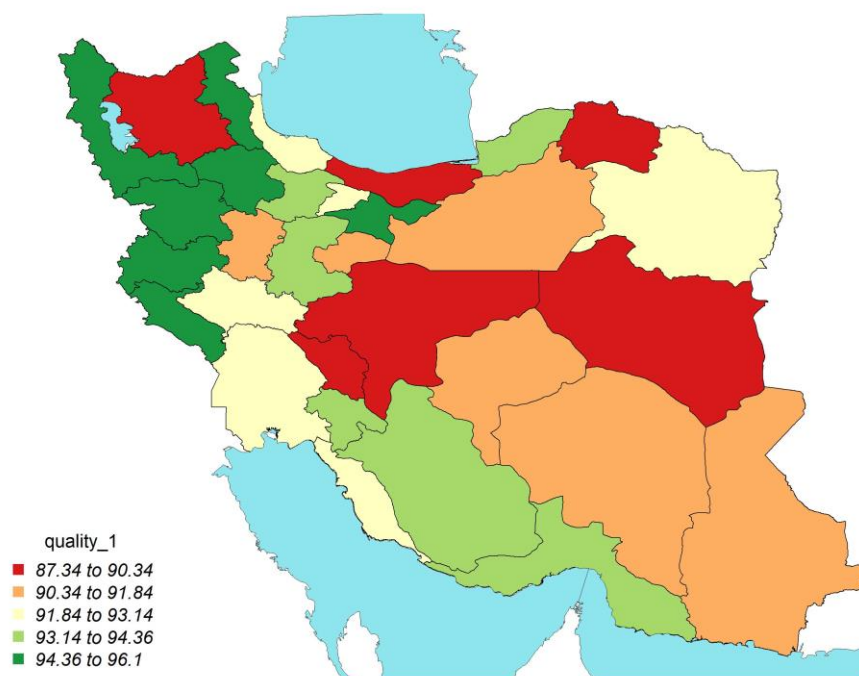 quality_1
87.34 to 90.34
90.34 to 91.84
91.84 to 93.14
93.14 to 94.36
94.36 to 96.1